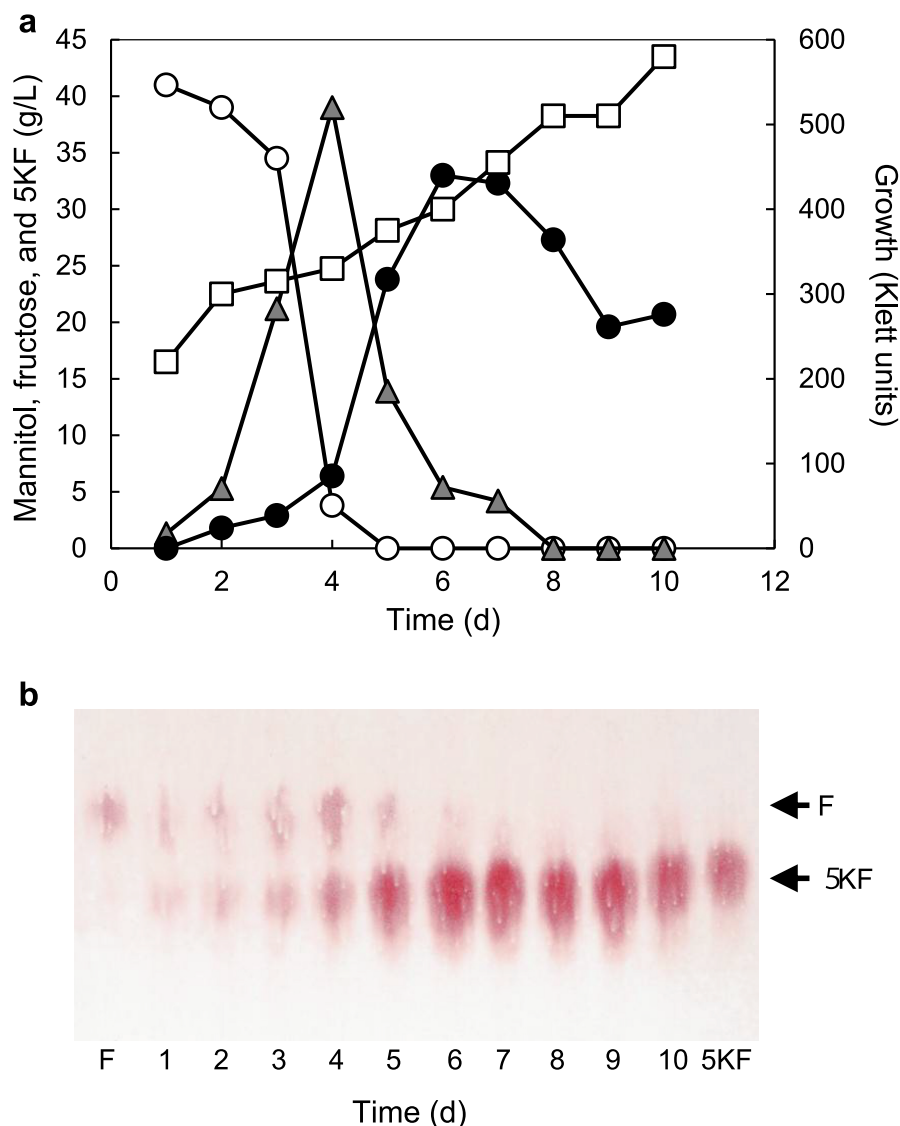 a
Mannitol, fructose, and 5KF (g/L)
45
40
35
30
25
20
15
10
5
0
600
500
400
300
200
100
0
Growth (Klett units)
0 2 4 6 8 10 12
Time (d)
b
F
5KF
F 1 2 3 4 5 6 7 8 9 10 5KF
Time (d)